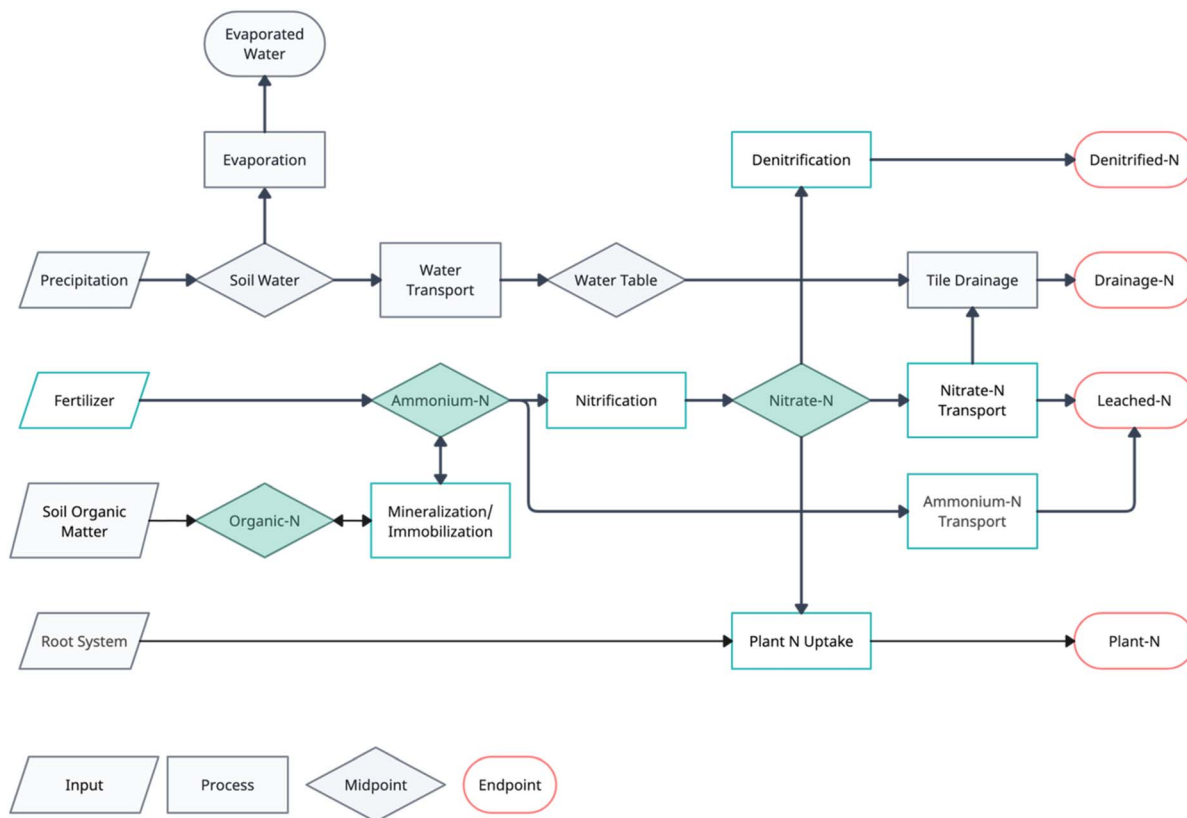 Evaporated
Water
Evaporation
Denitrification
Denitrified-N
Precipitation
Soil Water
Water
Transport
Water Table
Tile Drainage
Drainage-N
Fertilizer
Ammonium-N
Nitrification
Nitrate-N
Nitrate-N
Transport
Leached-N
Soil Organic
Matter
Organic-N
Mineralization/
Immobilization
Ammonium-N
Transport
Root System
Plant N Uptake
Plant-N
Input
Process
Midpoint
Endpoint